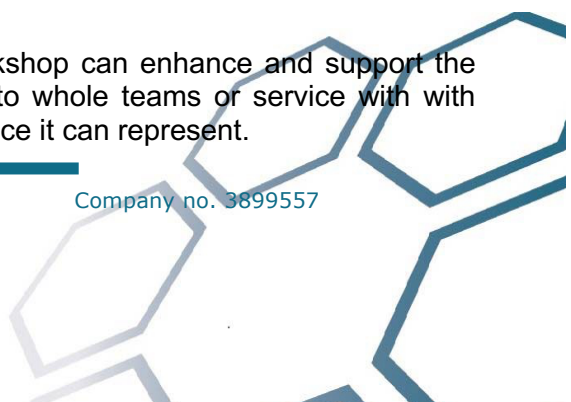 kshop can enhance and support the
to whole teams or service with with
ce it can represent.
Company no. 3899557